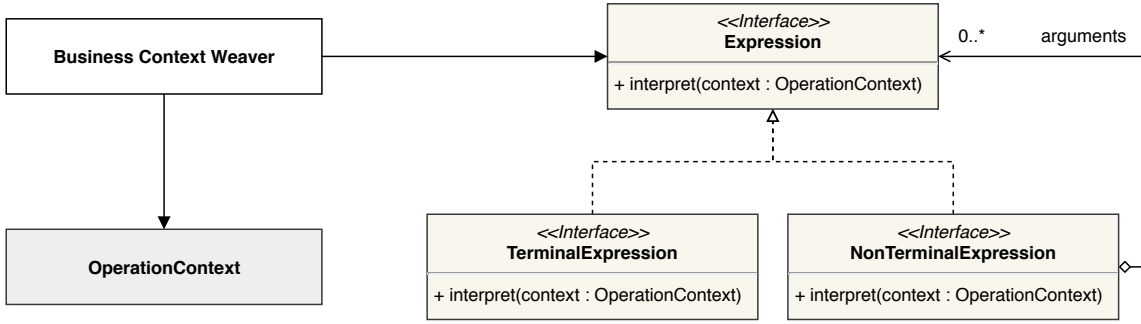 <<Interface>>
Expression
0..* arguments
Business Context Weaver
+ interpret(context : OperationContext)
<<Interface>>
TerminalExpression
<<Interface>>
NonTerminalExpression
OperationContext
+ interpret(context : OperationContext)
+ interpret(context : OperationContext)